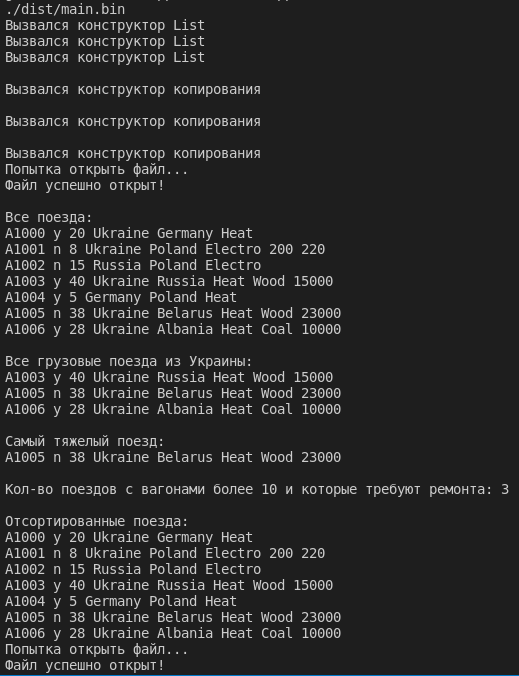 ./dist/main.bin
Вызвался конструктор List
Вызвался конструктор List
Вызвался конструктор List
Вызвался конструктор копирования
Вызвался конструктор копирования
Вызвался конструктор копирования
Попытка открыть файл...
Файл успешно открыт!
Все поезда:
A1000 y 20 Ukraine Germany Heat
A1001 n 8 Ukraine Poland Electro 200 220
A1002 n 15 Russia Poland Electro
A1003 y 40 Ukraine Russia Heat Wood 15000
A1004 y 5 Germany Poland Heat
A1005 n 38 Ukraine Belarus Heat Wood 23000
A1006 y 28 Ukraine Albania Heat Coal 10000
Все грузовые поезда из Украины:
A1003 y 40 Ukraine Russia Heat Wood 15000
A1005 n 38 Ukraine Belarus Heat Wood 23000
A1006 y 28 Ukraine Albania Heat Coal 10000
Самый тяжелый поезд:
A1005 n 38 Ukraine Belarus Heat Wood 23000
Кол-во поездов с вагонами более 10 и которые требуют ремонта: 3
Отсортированные поезда:
A1000 y 20 Ukraine Germany Heat
A1001 n 8 Ukraine Poland Electro 200 220
A1002 n 15 Russia Poland Electro
A1003 y 40 Ukraine Russia Heat Wood 15000
A1004 y 5 Germany Poland Heat
A1005 n 38 Ukraine Belarus Heat Wood 23000
A1006 y 28 Ukraine Albania Heat Coal 10000
Попытка открыть файл...
Файл успешно открыт!